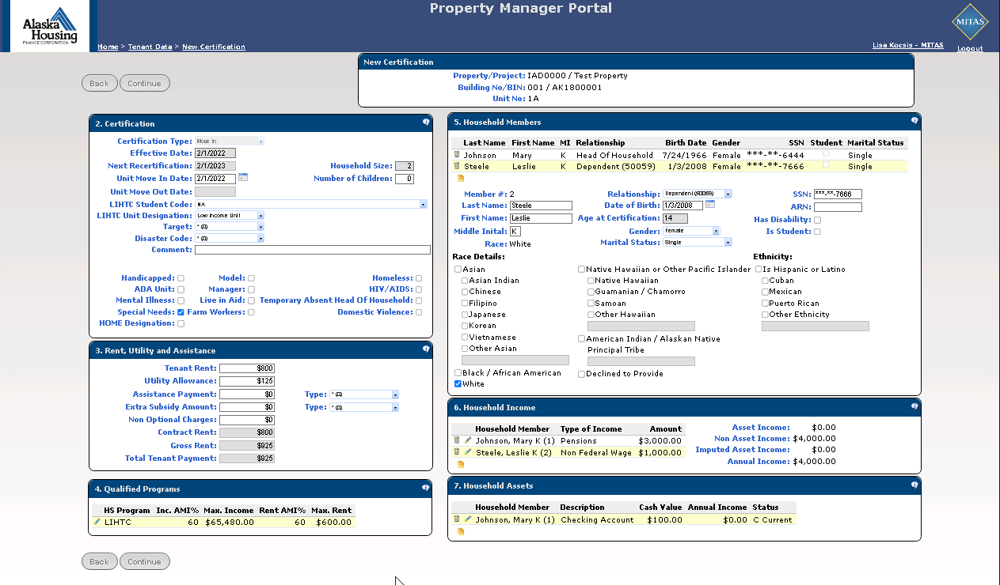 Property Manager Portal
Alaska
Housing
FINANCE CORPORATION
MITAS
Home > Tenant Data > New Certification
Lisa Kocsis - MITAS
Logout
New Certification
Property/Project: IAD0000 / Test Property
Building No/BIN: 001 / AK1800001
Unit No: 1A
Back Continue
2. Certification
Certification Type: Move In
Effective Date: 2/1/2022
Next Recertification: 2/1/2023 Household Size: 2
Unit Move In Date: 2/1/2022 Number of Children: 0
Unit Move Out Date:
LIHTC Student Code: NA
LIHTC Unit Designation: Low Income Unit
Target: * (0)
Disaster Code: * (0)
Comment:
Handicapped: Model: Homeless:
ADA Unit: Manager: HIV/AIDS:
Mental Illness: Live in Aid: Temporary Absent Head Of Household:
Special Needs: Farm Workers: Domestic Violence:
HOME Designation:
3. Rent, Utility and Assistance
Tenant Rent: $800
Utility Allowance: $125
Assistance Payment: $0 Type: * (0)
Extra Subsidy Amount: $0 Type: * (0)
Non Optional Charges: $0
Contract Rent: $800
Gross Rent: $925
Total Tenant Payment: $925
4. Qualified Programs
HS Program Inc. AMI% Max. Income Rent AMI% Max. Rent
LIHTC 60 $65,480.00 60 $600.00
5. Household Members
Last Name First Name MI Relationship Birth Date Gender SSN Student Marital Status
Johnson Mary K Head Of Household 7/24/1966 Female ***-**-6444 Single
Steele Leslie K Dependent (50059) 1/3/2008 Female ***-**-7666 Single
Member #: 2 Relationship: Dependent (50059) SSN: ***-**-7666
Last Name: Steele Date of Birth: 1/3/2008 ARN:
First Name: Leslie Age at Certification: 14 Has Disability:
Middle Inital: K Gender: Female Is Student:
Race: White Marital Status: Single
Race Details: Ethnicity:
Asian Native Hawaiian or Other Pacific Islander Is Hispanic or Latino
Asian Indian Native Hawaiian Cuban
Chinese Guamanian / Chamorro Mexican
Filipino Samoan Puerto Rican
Japanese Other Hawaiian Other Ethnicity
Korean
Vietnamese American Indian / Alaskan Native
Other Asian Principal Tribe
Black / African American Declined to Provide
White
6. Household Income
Household Member Type of Income Amount
Johnson, Mary K (1) Pensions $3,000.00
Steele, Leslie K (2) Non Federal Wage $1,000.00
Asset Income: $0.00
Non Asset Income: $4,000.00
Imputed Asset Income: $0.00
Annual Income: $4,000.00
7. Household Assets
Household Member Description Cash Value Annual Income Status
Johnson, Mary K (1) Checking Account $100.00 $0.00 C Current
Back Continue